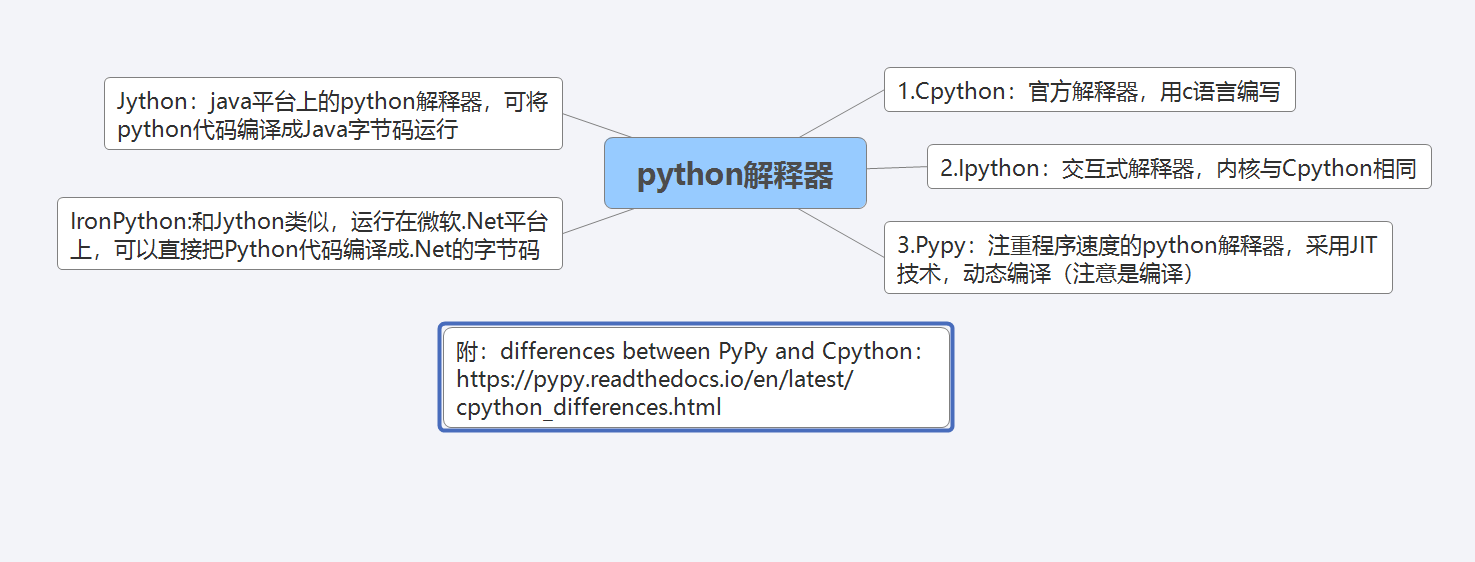 python解释器
1.Cpython：官方解释器，用c语言编写
2.Ipython：交互式解释器，内核与Cpython相同
3.Pypy：注重程序速度的python解释器，采用JIT
技术，动态编译（注意是编译）
Jython：java平台上的python解释器，可将
python代码编译成Java字节码运行
IronPython:和Jython类似，运行在微软.Net平台
上，可以直接把Python代码编译成.Net的字节码
附：differences between PyPy and Cpython：
https://pypy.readthedocs.io/en/latest/
cpython_differences.html